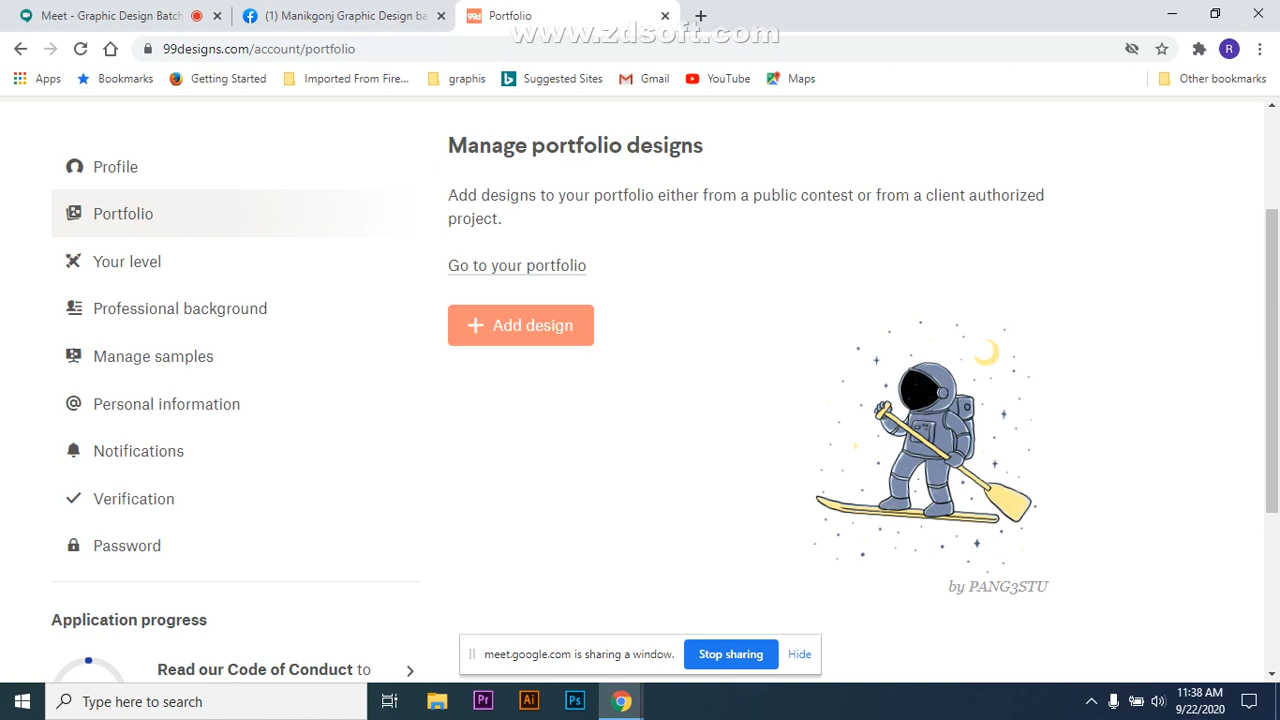 Meet - Graphic Design Batch
(1) Manikgonj Graphic Design ba
99d Portfolio
www.zdsoft.com
99designs.com/account/portfolio
R
Apps
Bookmarks
Getting Started
Imported From Fire...
graphis
Suggested Sites
Gmail
YouTube
Maps
Other bookmarks
Manage portfolio designs
Profile
Add designs to your portfolio either from a public contest or from a client authorized
project.
Portfolio
Your level
Go to your portfolio
Professional background
+ Add design
Manage samples
Personal information
Notifications
Verification
Password
by PANG3STU
Application progress
Read our Code of Conduct to
meet.google.com is sharing a window.
Stop sharing
Hide
Type here to search
Pr
Ai
Ps
11:38 AM
9/22/2020